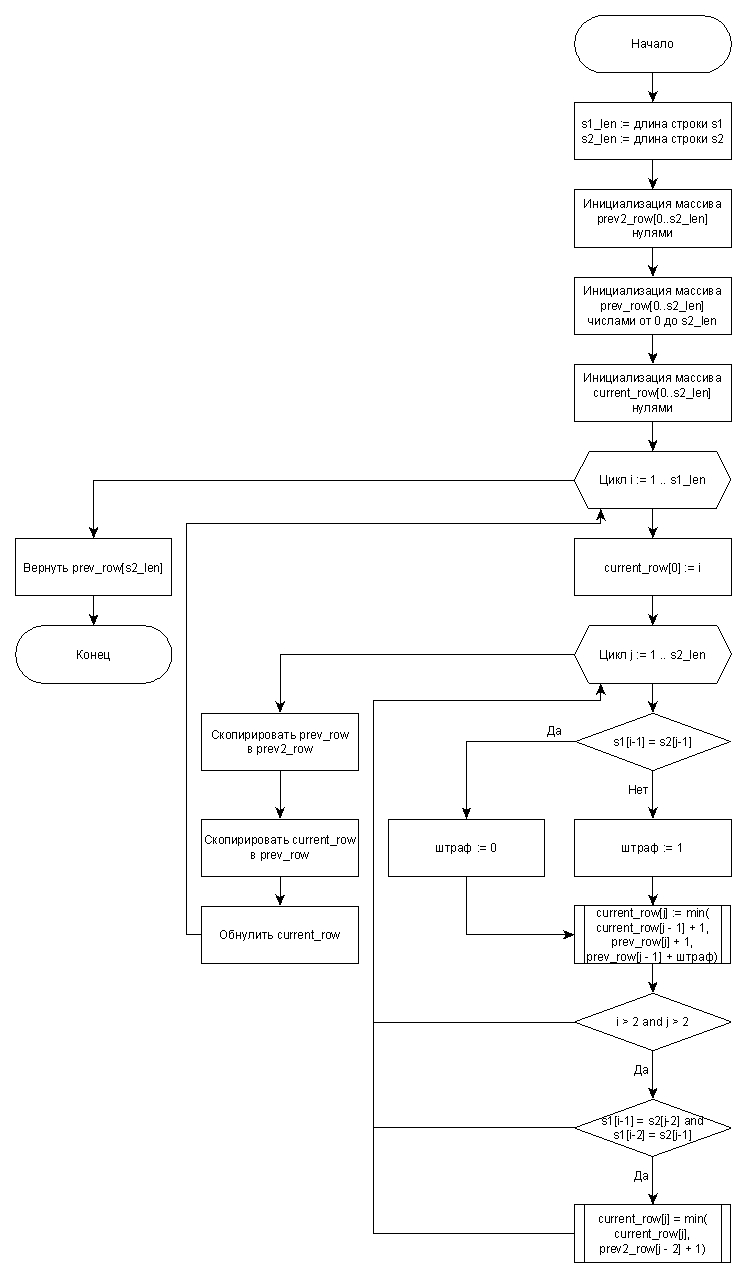 Начало
s1_len := длина строки s1
s2_len := длина строки s2
Инициализация массива
prev2_row[0..s2_len]
нулями
Инициализация массива
prev_row[0..s2_len]
числами от 0 до s2_len
Инициализация массива
current_row[0..s2_len]
нулями
Цикл i := 1 .. s1_len
Вернуть prev_row[s2_len]
Конец
current_row[0] := i
Цикл j := 1 .. s2_len
Скопирировать prev_row
в prev2_row
Скопирировать current_row
в prev_row
Обнулить current_row
s1[i-1] = s2[j-1]
Да
Нет
штраф := 0
штраф := 1
current_row[j] := min(
current_row[j - 1] + 1,
prev_row[j] + 1,
prev_row[j - 1] + штраф)
i > 2 and j > 2
Да
s1[i-1] = s2[j-2] and
s1[i-2] = s2[j-1]
Да
current_row[j] = min(
current_row[j],
prev2_row[j - 2] + 1)